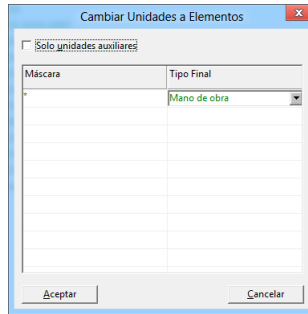 Cambiar Unidades a Elementos
x
Solo unidades auxiliares
Máscara Tipo Final
* Mano de obra
Aceptar Cancelar